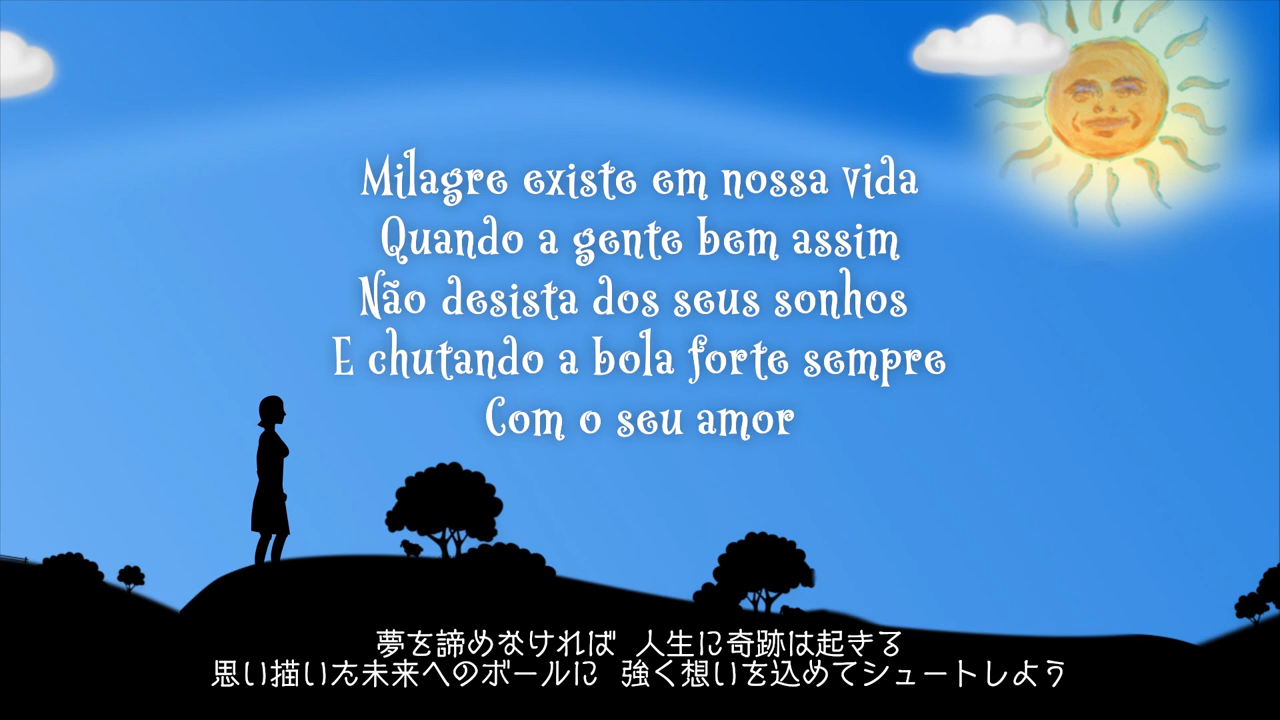 Milagre existe em nossa vida
Quando a gente bem assim
Não desista dos seus sonhos
E chutando a bola forte sempre
Com o seu amor
夢を諦めなければ 人生に奇跡は起きる
思い描いた未来へのボールに 強く想いを込めてシュートしよう